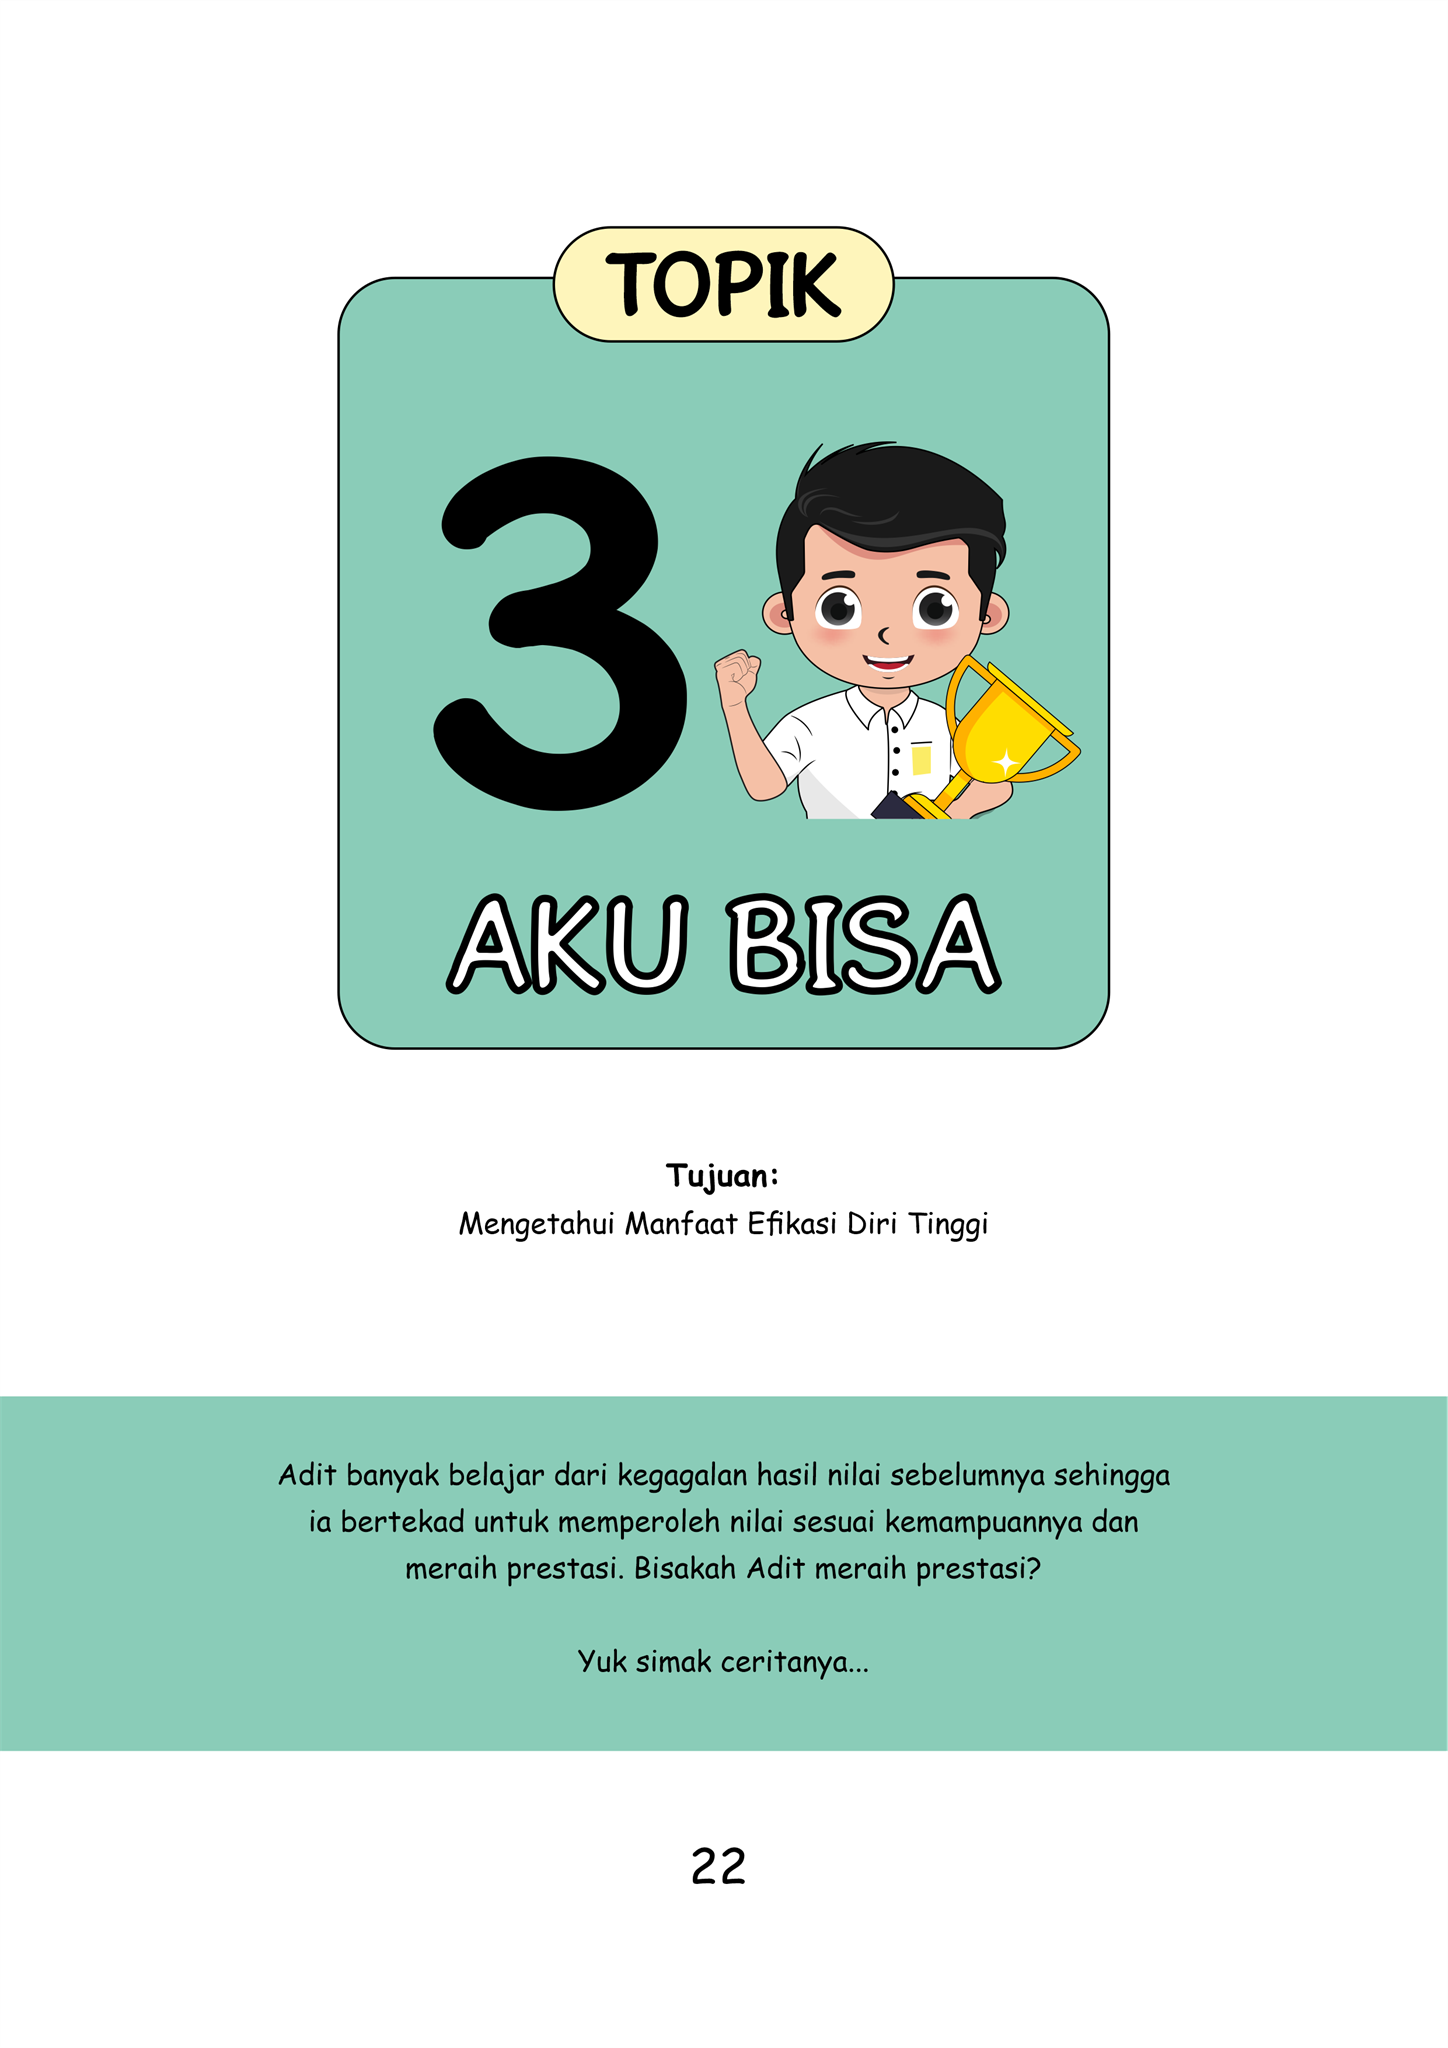 TOPIK
3
AKU BISA
Tujuan:
Mengetahui Manfaat Efikasi Diri Tinggi
Adit banyak belajar dari kegagalan hasil nilai sebelumnya sehingga
ia bertekad untuk memperoleh nilai sesuai kemampuannya dan
meraih prestasi. Bisakah Adit meraih prestasi?
Yuk simak ceritanya...
22